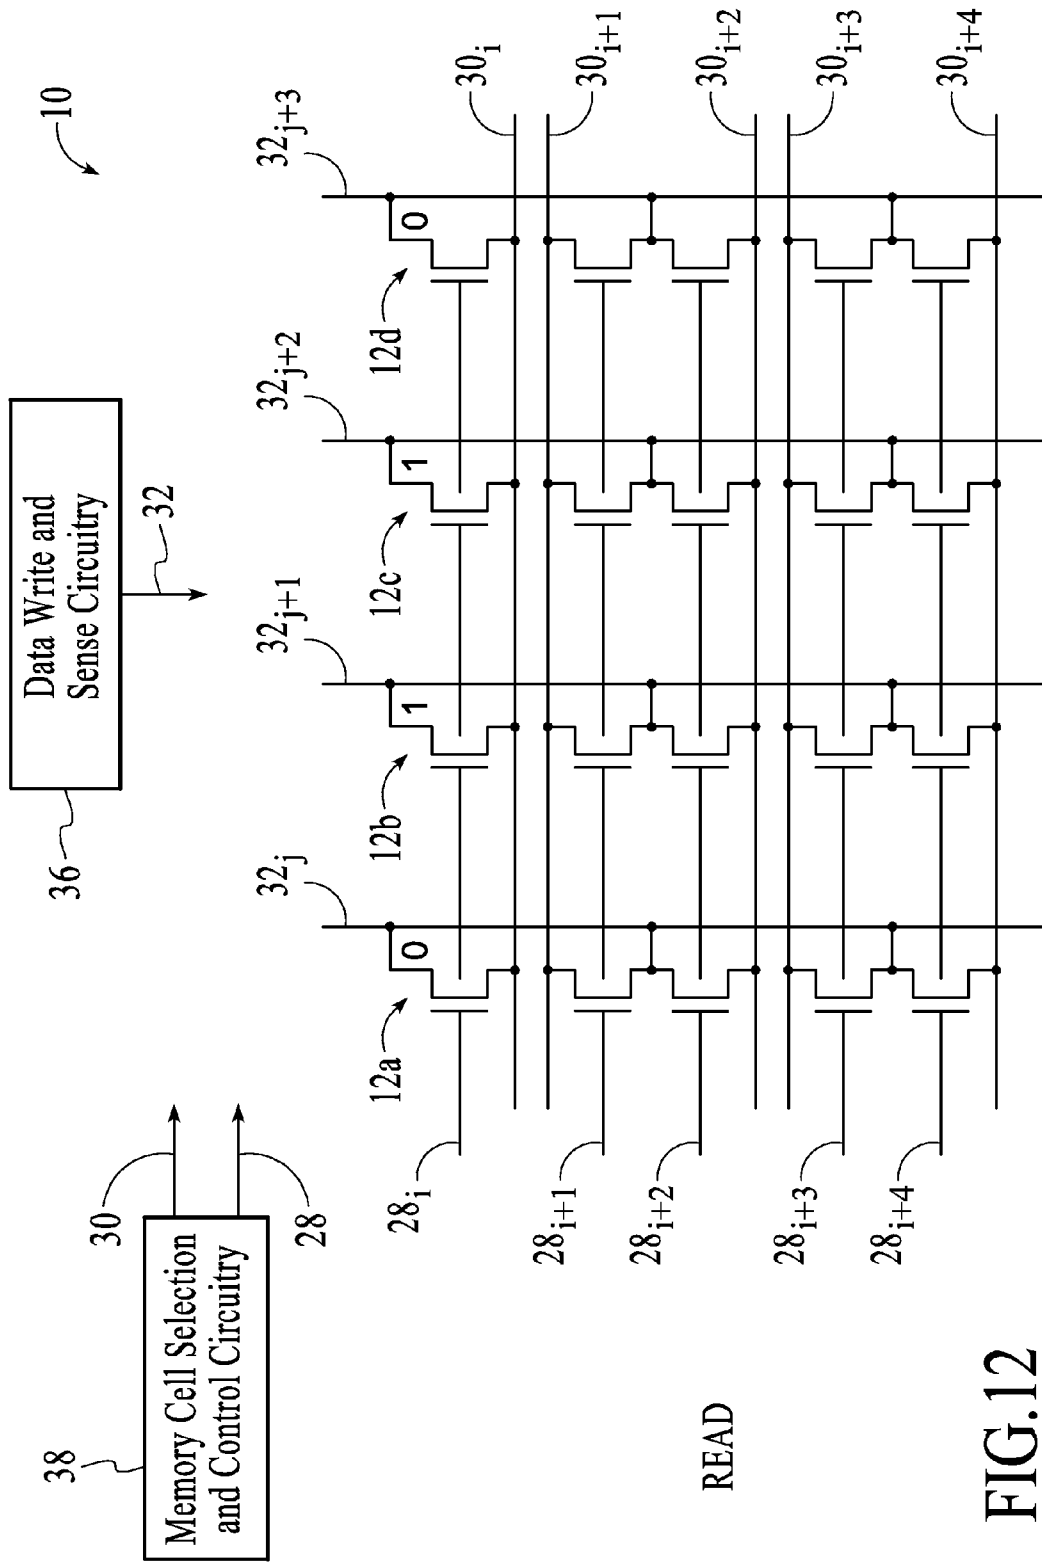 10
Data Write and
Sense Circuitry
36
32
Memory Cell Selection
and Control Circuitry
38
30
28
32j
32j+1
32j+2
32j+3
0
1
1
0
12a
12b
12c
12d
28i
28i+1
28i+2
28i+3
28i+4
30i
30i+1
30i+2
30i+3
30i+4
READ
FIG.12